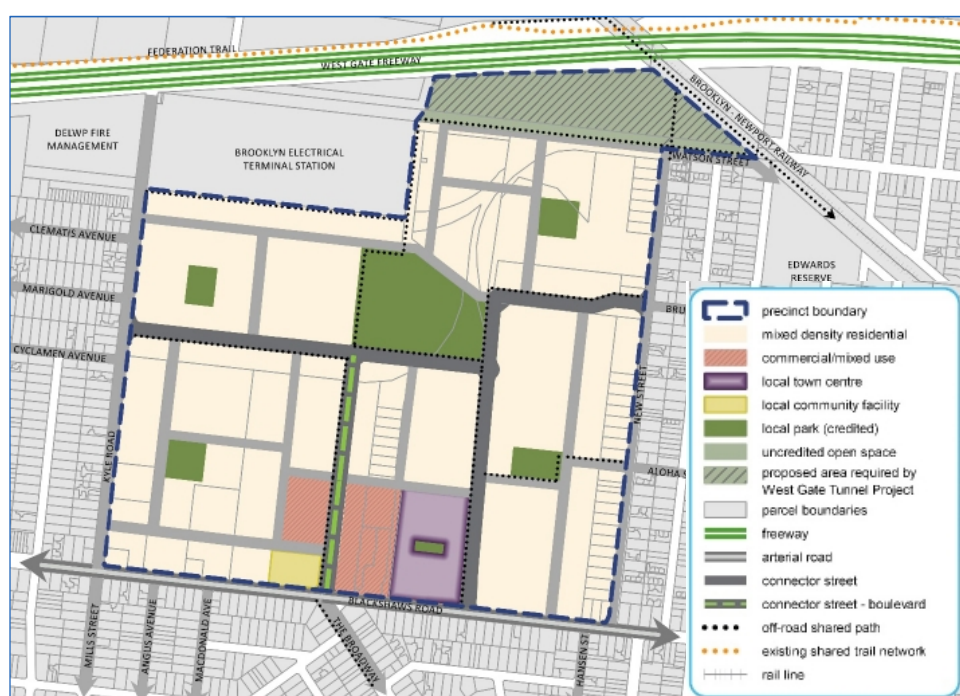 FEDERATION TRAIL
WEST GATE FREEWAY
BROOKLYN - NEWPORT RAILWAY
DELWP FIRE
MANAGEMENT
BROOKLYN ELECTRICAL
TERMINAL STATION
WATSON STREET
CLEMATIS AVENUE
EDWARDS
RESERVE
MARIGOLD AVENUE
BRU
CYCLAMEN AVENUE
NEW STREET
KYLE ROAD
ALOHA S
BLACKSHAWS ROAD
MILLS STREET
ANGUS AVENUE
MACDONALD AVE
THE BROADWAY
HANSEN ST
precinct boundary
mixed density residential
commercial/mixed use
local town centre
local community facility
local park (credited)
uncredited open space
proposed area required by
West Gate Tunnel Project
parcel boundaries
freeway
arterial road
connector street
connector street - boulevard
off-road shared path
existing shared trail network
rail line